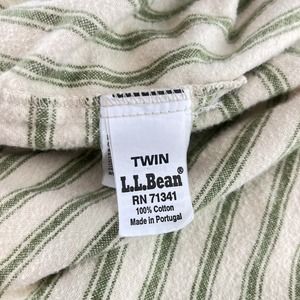 TWIN
L.L.Bean®
RN 71341
100% Cotton
Made in Portugal